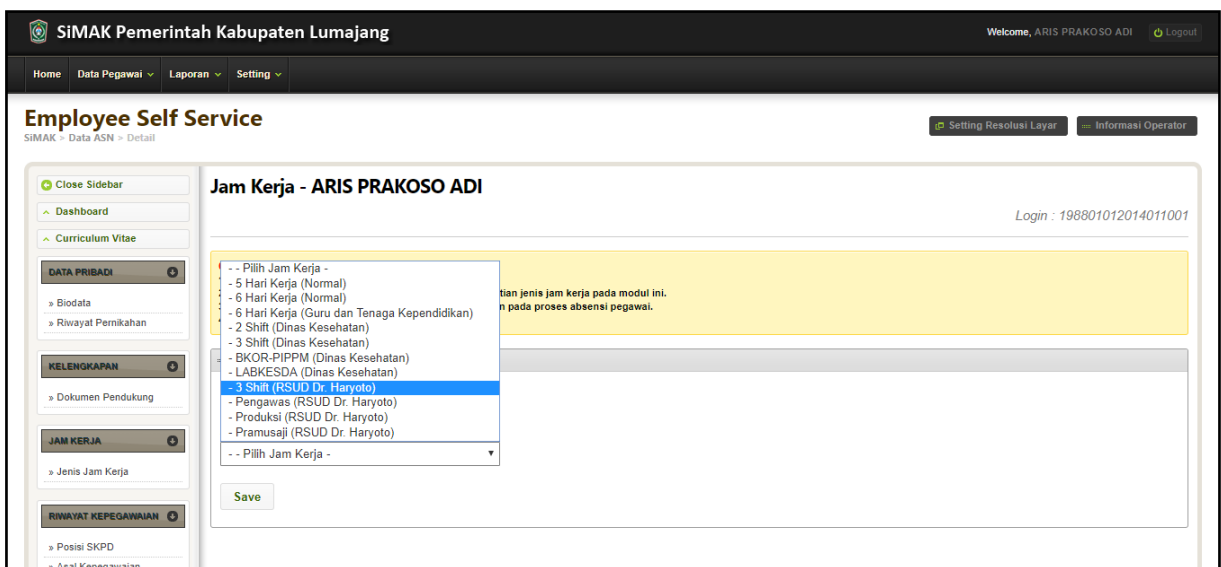 SiMAK Pemerintah Kabupaten Lumajang
Welcome, ARIS PRAKOSO ADI
Logout
Home
Data Pegawai
Laporan
Setting
Employee Self Service
SiMAK > Data ASN > Detail
Setting Resolusi Layar
Informasi Operator
Close Sidebar
Dashboard
Curriculum Vitae
DATA PRIBADI
» Biodata
» Riwayat Pernikahan
KELENGKAPAN
» Dokumen Pendukung
JAM KERJA
» Jenis Jam Kerja
RIWAYAT KEPEGAWAIAN
» Posisi SKPD
» Asal Kepegawaian
Jam Kerja - ARIS PRAKOSO ADI
Login : 198801012014011001
tian jenis jam kerja pada modul ini.
n pada proses absensi pegawai.
- - Pilih Jam Kerja -
- 5 Hari Kerja (Normal)
- 6 Hari Kerja (Normal)
- 6 Hari Kerja (Guru dan Tenaga Kependidikan)
- 2 Shift (Dinas Kesehatan)
- 3 Shift (Dinas Kesehatan)
- BKOR-PIPPM (Dinas Kesehatan)
- LABKESDA (Dinas Kesehatan)
- 3 Shift (RSUD Dr. Haryoto)
- Pengawas (RSUD Dr. Haryoto)
- Produksi (RSUD Dr. Haryoto)
- Pramusaji (RSUD Dr. Haryoto)
- - Pilih Jam Kerja -
Save